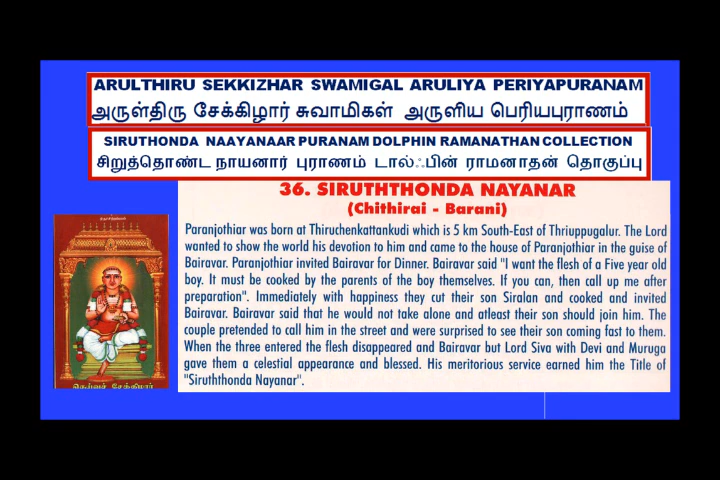 ARULTHIRU SEKKIZHAR SWAMIGAL ARULIYA PERIYAPURANAM
அருள்திரு சேக்கிழார் சுவாமிகள் அருளிய பெரியபுராணம்
SIRUTHONDA NAAYANAAR PURANAM DOLPHIN RAMANATHAN COLLECTION
சிறுத்தொண்ட நாயனார் புராணம் டால்ஃபின் ராமனாதன் தொகுப்பு
36. SIRUTHTHONDA NAYANAR
(Chithirai - Barani)
Paranjothiar was born at Thiruchenkattankudi which is 5 km South-East of Thriuppugalur. The Lord
wanted to show the world his devotion to him and came to the house of Paranjothiar in the guise of
Bairavar. Paranjothiar invited Bairavar for Dinner. Bairavar said "I want the flesh of a Five year old
boy. It must be cooked by the parents of the boy themselves. If you can, then call up me after
preparation". Immediately with happiness they cut their son Siralan and cooked and invited
Bairavar. Bairavar said that he would not take alone and atleast their son should join him. The
couple pretended to call him in the street and were surprised to see their son coming fast to them.
When the three entered the flesh disappeared and Bairavar but Lord Siva with Devi and Muruga
gave them a celestial appearance and blessed. His meritorious service earned him the Title of
"Siruththonda Nayanar".
தெய்வச் சேக்கிழார்